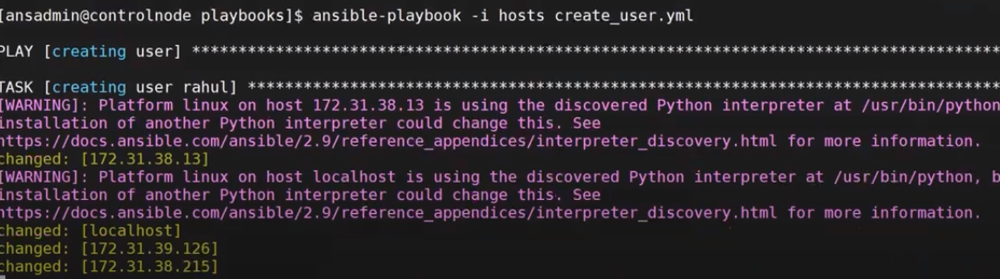 [ansadmin@controlnode playbooks]$ ansible-playbook -i hosts create_user.yml
PLAY [creating user] ****************************************************************************************
TASK [creating user rahul] **********************************************************************************
[WARNING]: Platform linux on host 172.31.38.13 is using the discovered Python interpreter at /usr/bin/python
installation of another Python interpreter could change this. See
https://docs.ansible.com/ansible/2.9/reference_appendices/interpreter_discovery.html for more information.
changed: [172.31.38.13]
[WARNING]: Platform linux on host localhost is using the discovered Python interpreter at /usr/bin/python, b
installation of another Python interpreter could change this. See
https://docs.ansible.com/ansible/2.9/reference_appendices/interpreter_discovery.html for more information.
changed: [localhost]
changed: [172.31.39.126]
changed: [172.31.38.215]